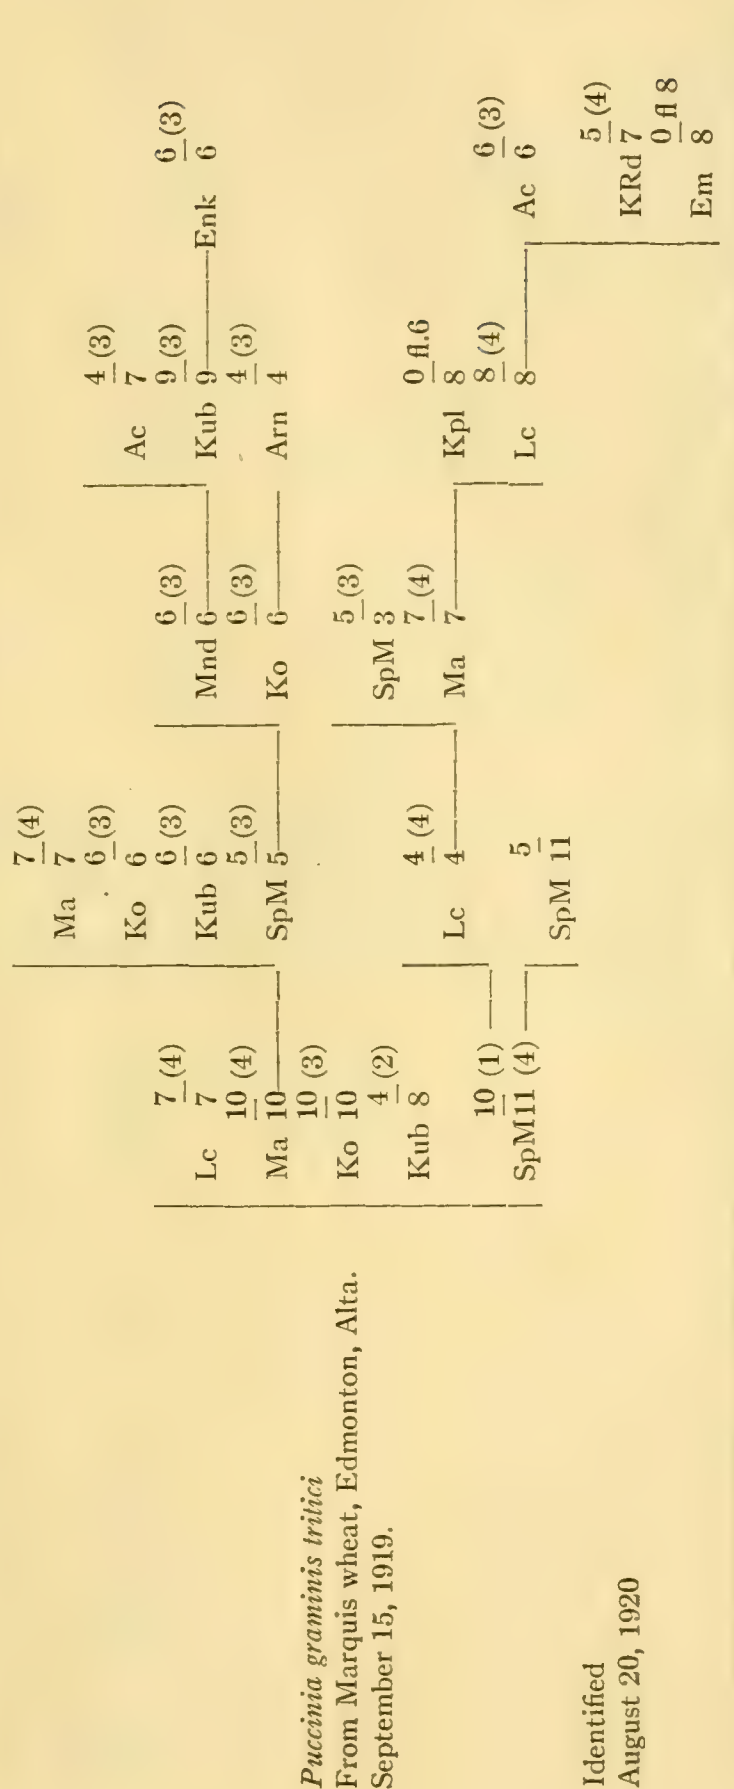 Puccinia graminis tritici
From Marquis wheat, Edmonton, Alta.
September 15, 1919.
Identified
August 20, 1920
7 (4)
Lc 7
10 (4)
Ma 10
10 (3)
Ko 10
4 (2)
Kub 8
10 (1)
SpM 11 (4)
7 (4)
Ma 7
6 (3)
Ko 6
6 (3)
Kub 6
5 (3)
SpM 5
4 (4)
Lc 4
5
SpM 11
6 (3)
Mnd 6
6 (3)
Ko 6
5 (3)
SpM 3
7 (4)
Ma 7
4 (3)
Ac 7
9 (3)
Kub 9
4 (3)
Arn 4
0 fl.6
Kpl 8
8 (4)
Lc 8
6 (3)
Enk 6
6 (3)
Ac 6
5 (4)
KRd 7
0 fl 8
Em 8